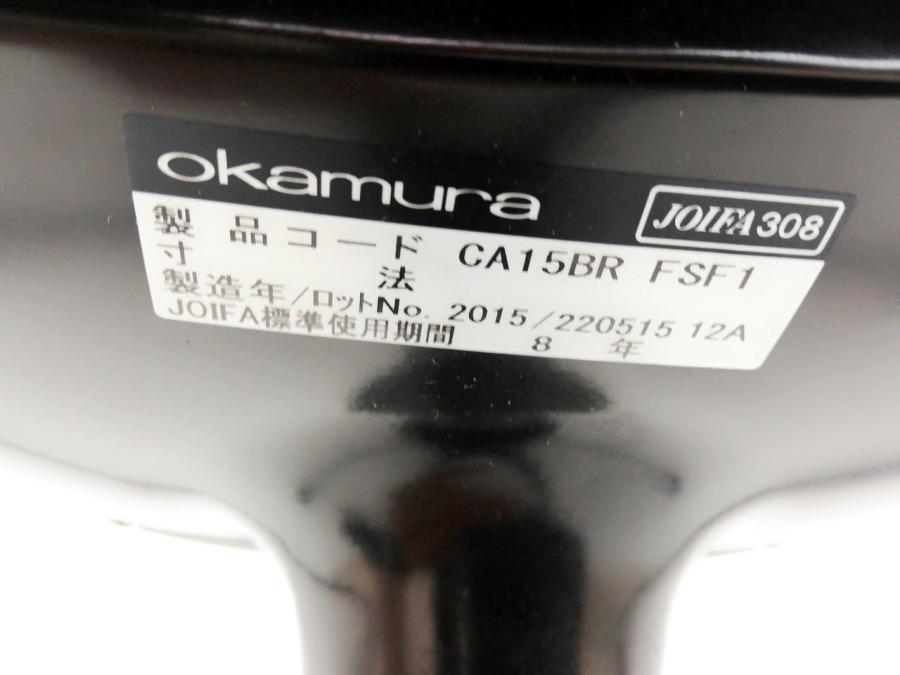 okamura
JOIFA308
製品コード CA15BR FSF1
寸法
製造年/ロットNo. 2015/220515 12A
JOIFA標準使用期間 8年